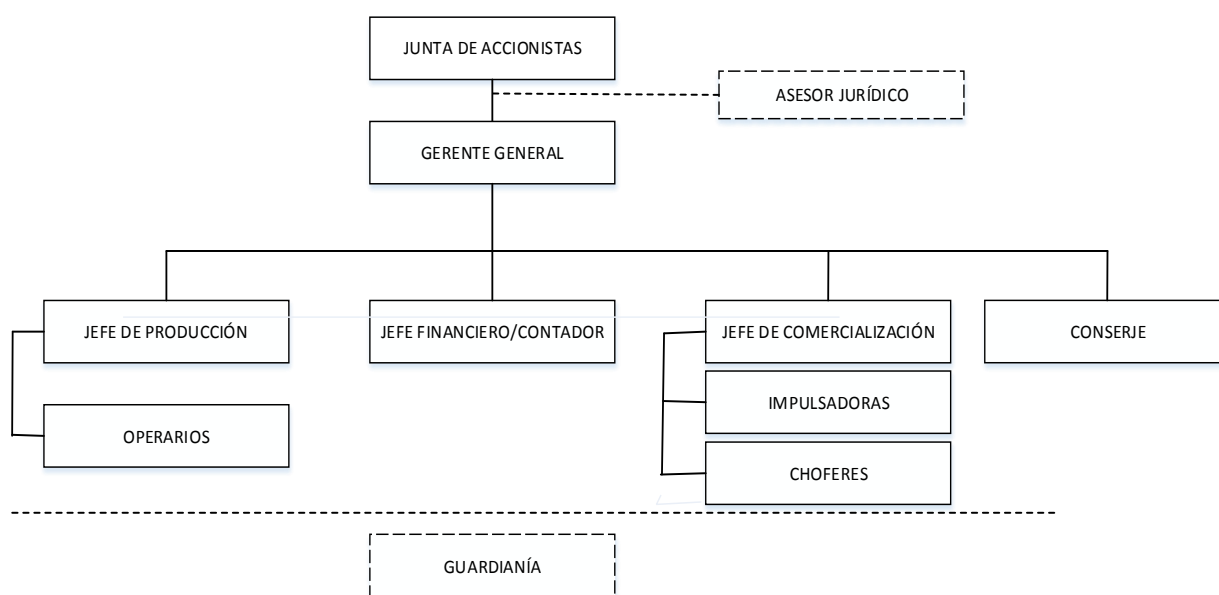 JUNTA DE ACCIONISTAS
ASESOR JURÍDICO
GERENTE GENERAL
JEFE DE PRODUCCIÓN
JEFE FINANCIERO/CONTADOR
JEFE DE COMERCIALIZACIÓN
CONSERJE
IMPULSADORAS
OPERARIOS
CHOFERES
GUARDIANÍA